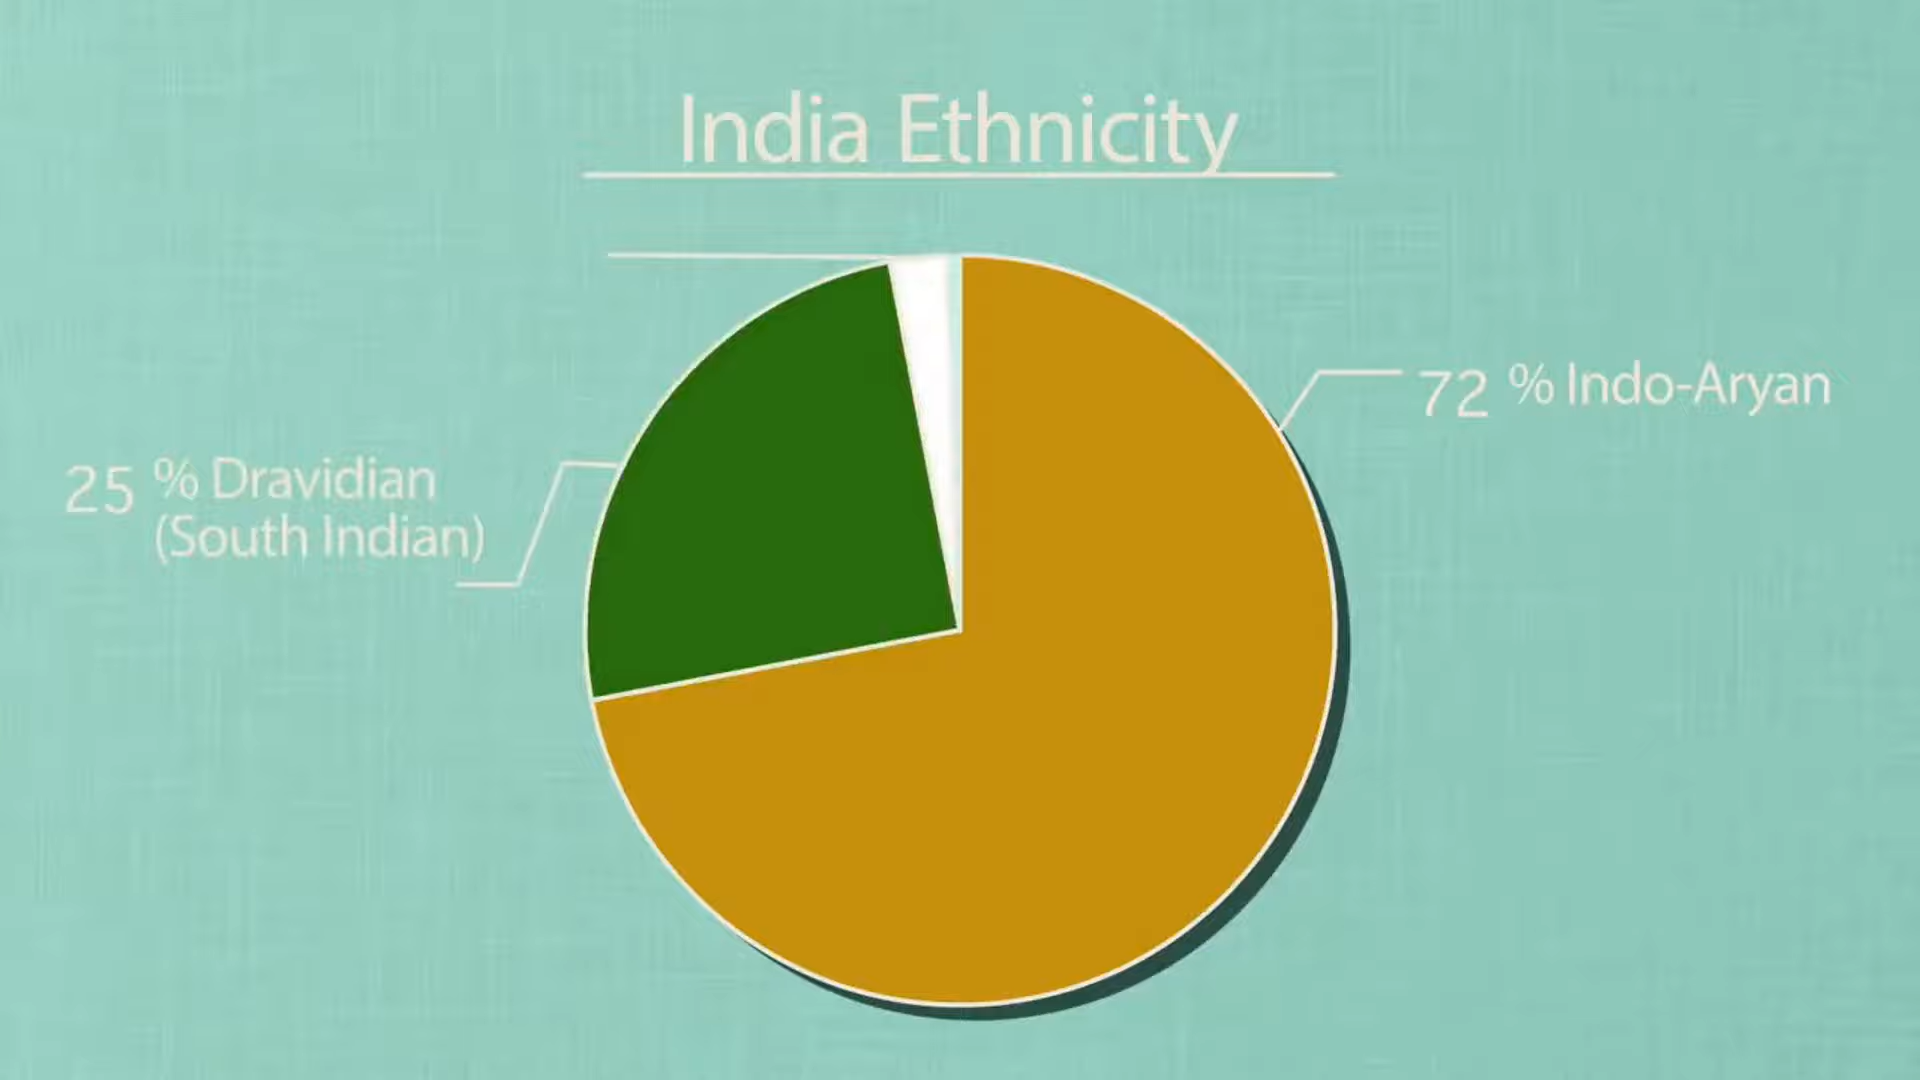 India Ethnicity
72 % Indo-Aryan
25 % Dravidian
(South Indian)